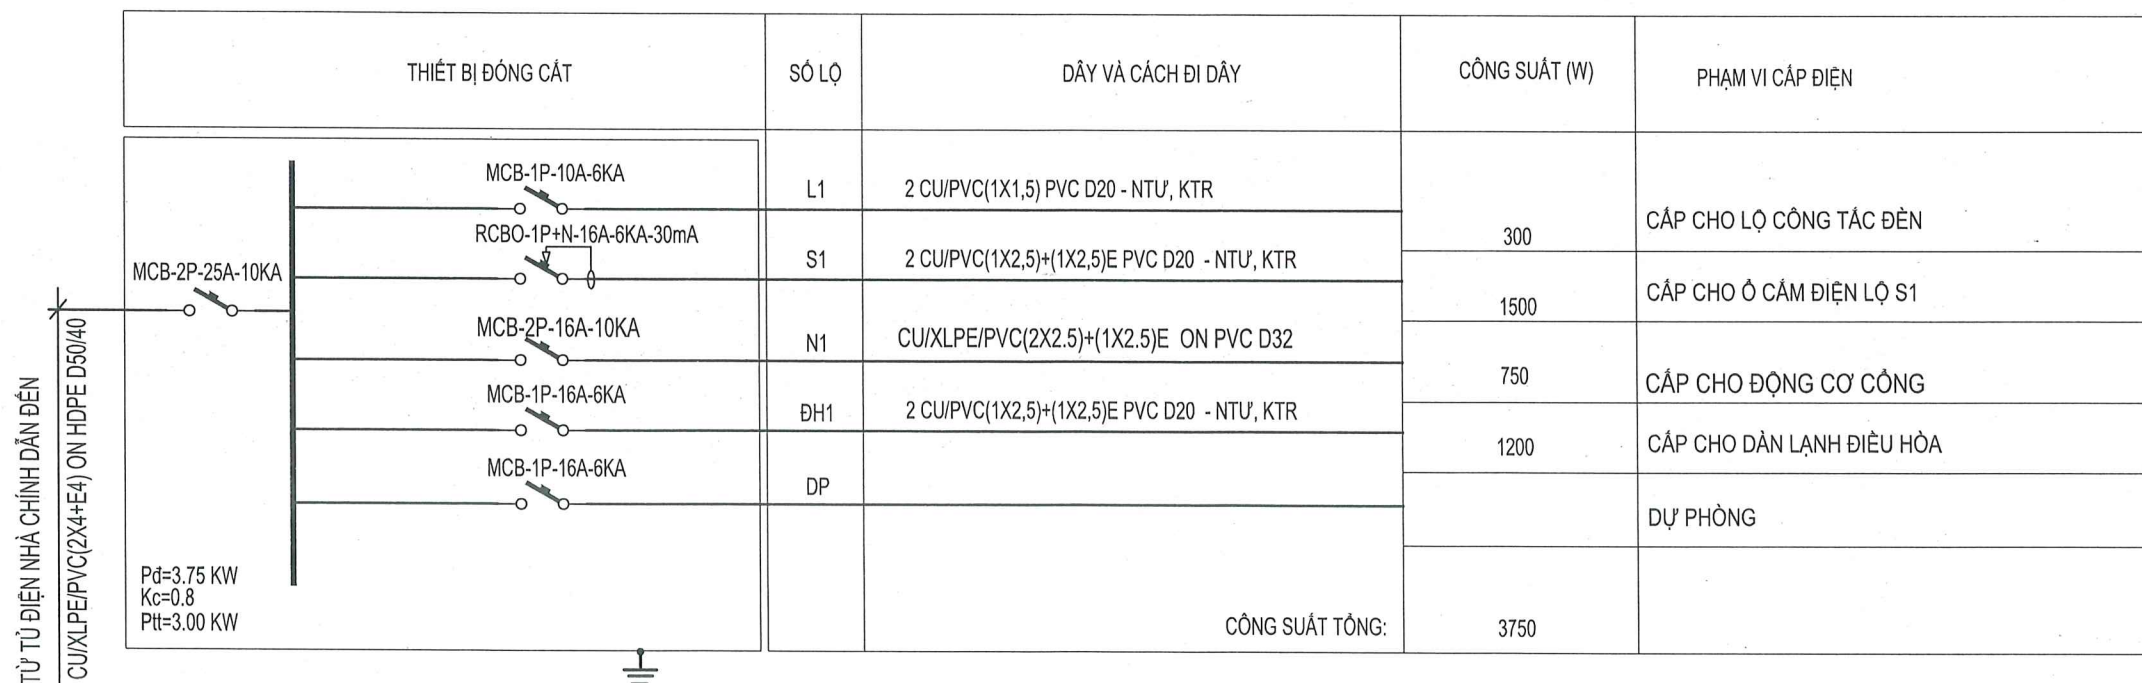 THIẾT BỊ ĐÓNG CẮT
SỐ LỘ
DÂY VÀ CÁCH ĐI DÂY
CÔNG SUẤT (W)
PHẠM VI CẤP ĐIỆN
MCB-1P-10A-6KA
L1
2 CU/PVC(1X1,5) PVC D20 - NTƯ, KTR
300
CẤP CHO LỘ CÔNG TẮC ĐÈN
RCBO-1P+N-16A-6KA-30mA
S1
2 CU/PVC(1X2,5)+(1X2,5)E PVC D20 - NTƯ, KTR
1500
CẤP CHO Ổ CẮM ĐIỆN LỘ S1
MCB-2P-25A-10KA
MCB-2P-16A-10KA
N1
CU/XLPE/PVC(2X2.5)+(1X2.5)E ON PVC D32
750
CẤP CHO ĐỘNG CƠ CỔNG
MCB-1P-16A-6KA
ĐH1
2 CU/PVC(1X2,5)+(1X2,5)E PVC D20 - NTƯ, KTR
1200
CẤP CHO DÀN LẠNH ĐIỀU HÒA
MCB-1P-16A-6KA
DP
DỰ PHÒNG
Pđ=3.75 KW
Kc=0.8
Ptt=3.00 KW
CÔNG SUẤT TỔNG:
3750
TỪ TỦ ĐIỆN NHÀ CHÍNH DẪN ĐẾN
CU/XLPE/PVC(2X4+E4) ON HDPE D50/40